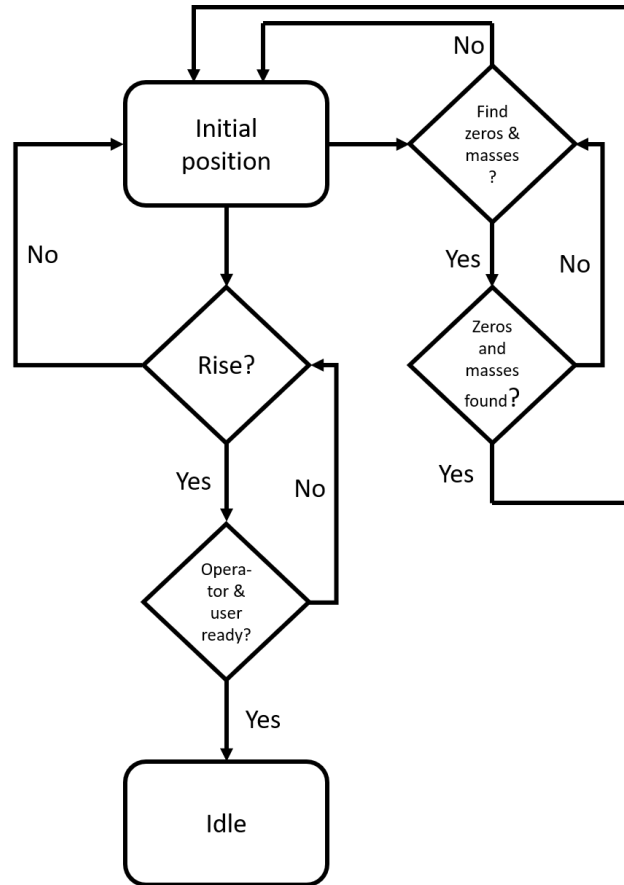 No
Initial
position
Find
zeros &
masses
?
No
Yes
No
Rise?
Zeros
and
masses
found?
Yes
No
Yes
Opera-
tor &
user
ready?
Yes
Idle